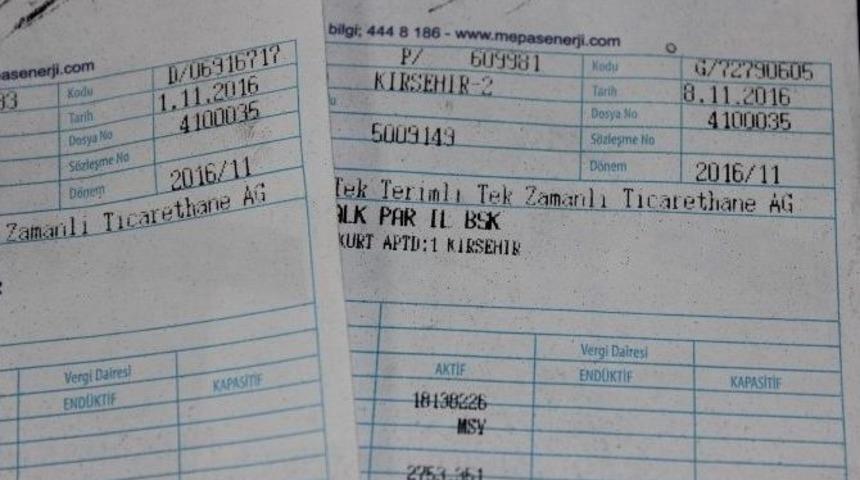 asenerji.com
Kodu D/06916717
Tarih 1.11.2016
Dosya No 4100035
Sözleşme No
Dönem 2016/11
Zamanlı Ticarethane AG
Vergi Dairesi
ENDÜKTİF KAPASİTİF
bilgi; 444 8 186 - www.mepasenerji.com
P/ 609981 Kodu G/72790605
KIRSEHIR-2 Tarih 8.11.2016
Dosya No 4100035
5009149 Sözleşme No
Dönem 2016/11
Tek Terimli Tek Zamanlı Ticarethane AG
ALK PAR IL BSK
KURT APTD:1 KIRSEHIR
Vergi Dairesi
AKTİF ENDÜKTİF KAPASİTİF
18138226
MSY
2753.361